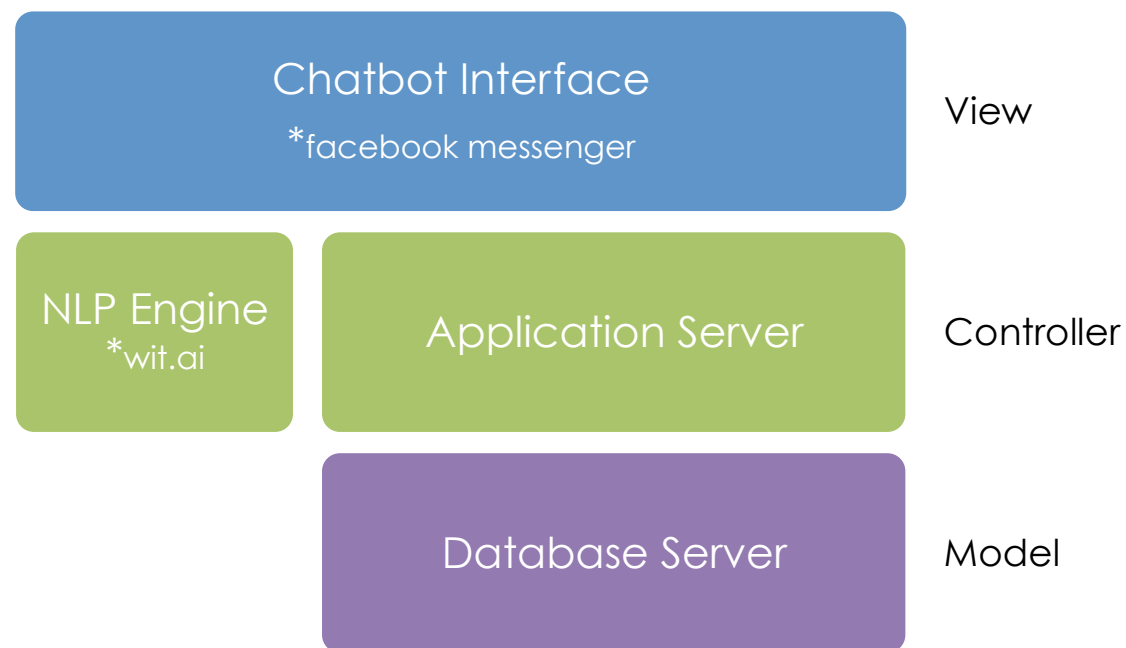 Chatbot Interface
*facebook messenger
View
NLP Engine
*wit.ai
Application Server
Controller
Database Server
Model